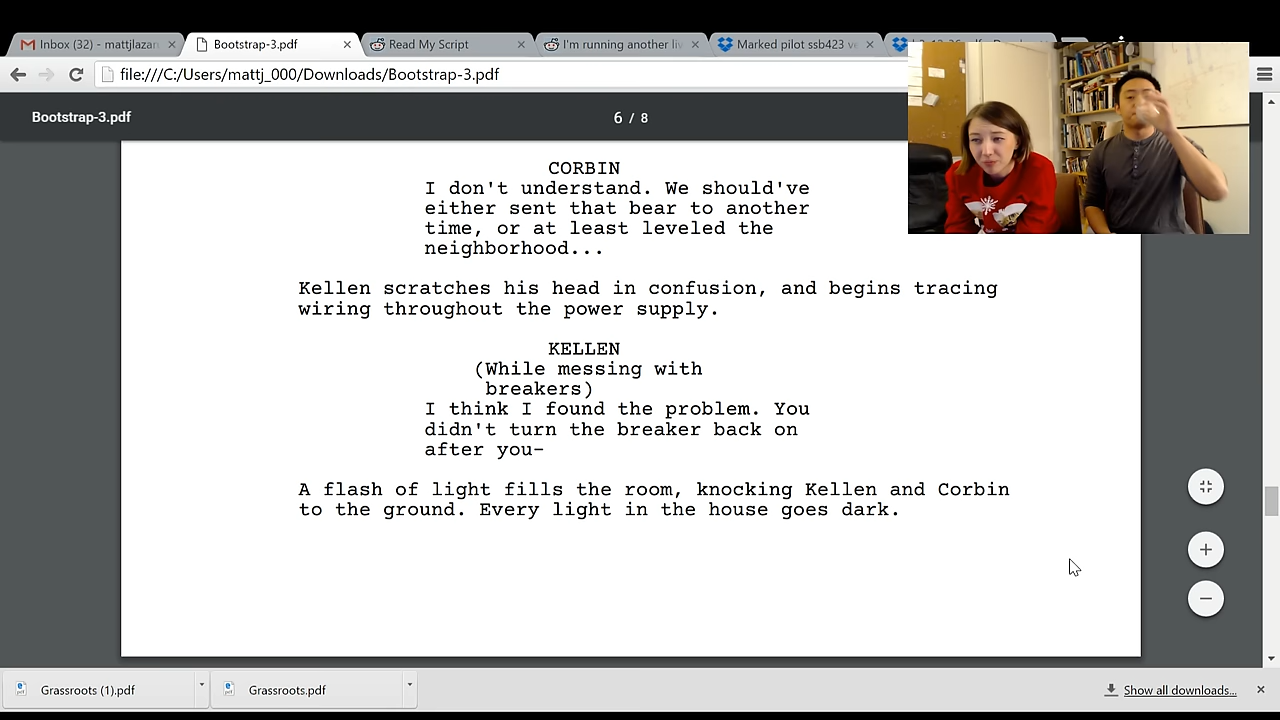 Inbox (32) - mattjlazar
Bootstrap-3.pdf
Read My Script
I'm running another liv
Marked pilot ssb423 ve
file:///C:/Users/mattj_000/Downloads/Bootstrap-3.pdf
Bootstrap-3.pdf
6 / 8
CORBIN
I don't understand. We should've
either sent that bear to another
time, or at least leveled the
neighborhood...
Kellen scratches his head in confusion, and begins tracing
wiring throughout the power supply.
KELLEN
(While messing with
breakers)
I think I found the problem. You
didn't turn the breaker back on
after you-
A flash of light fills the room, knocking Kellen and Corbin
to the ground. Every light in the house goes dark.
Grassroots (1).pdf
Grassroots.pdf
Show all downloads...